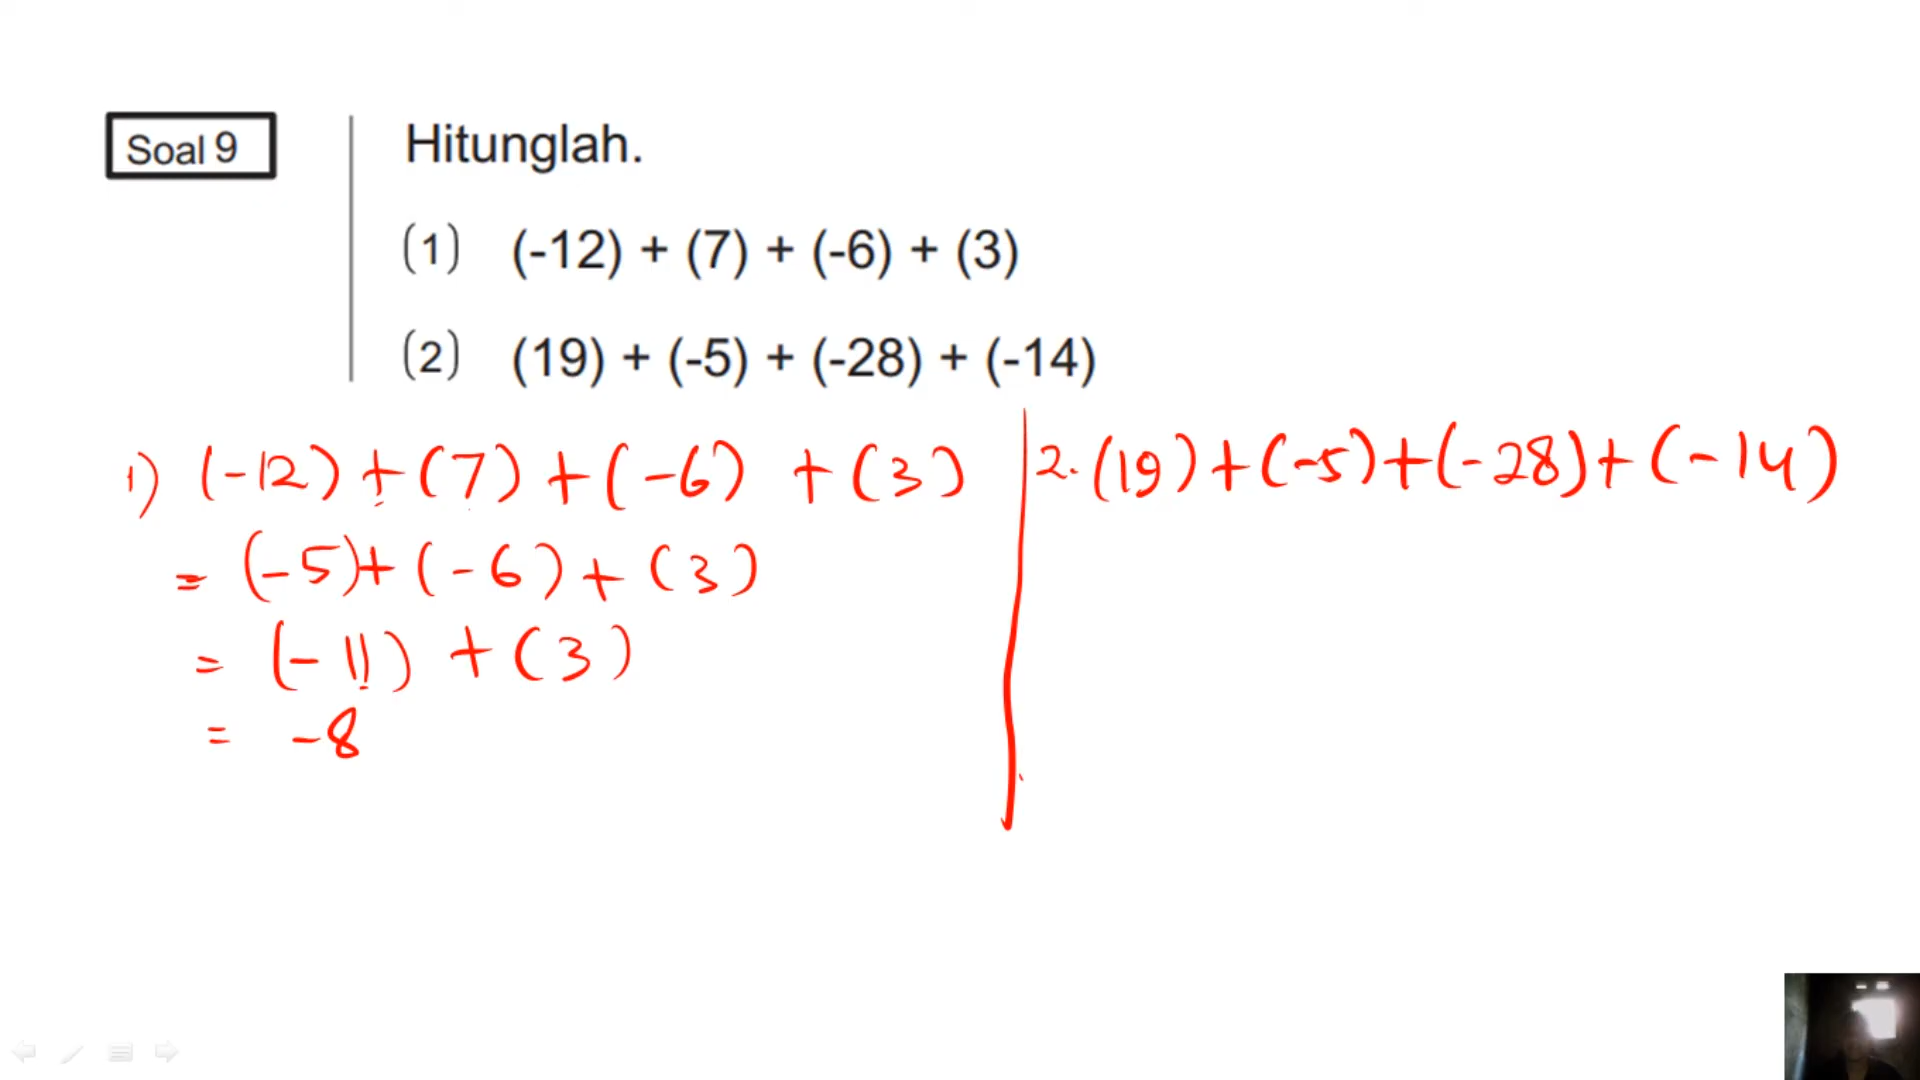 Soal 9
Hitunglah.
(1) (-12) + (7) + (-6) + (3)
(2) (19) + (-5) + (-28) + (-14)
1) (-12) + (7) + (-6) + (3)
= (-5) + (-6) + (3)
= (-11) + (3)
= -8
2. (19) + (-5) + (-28) + (-14)